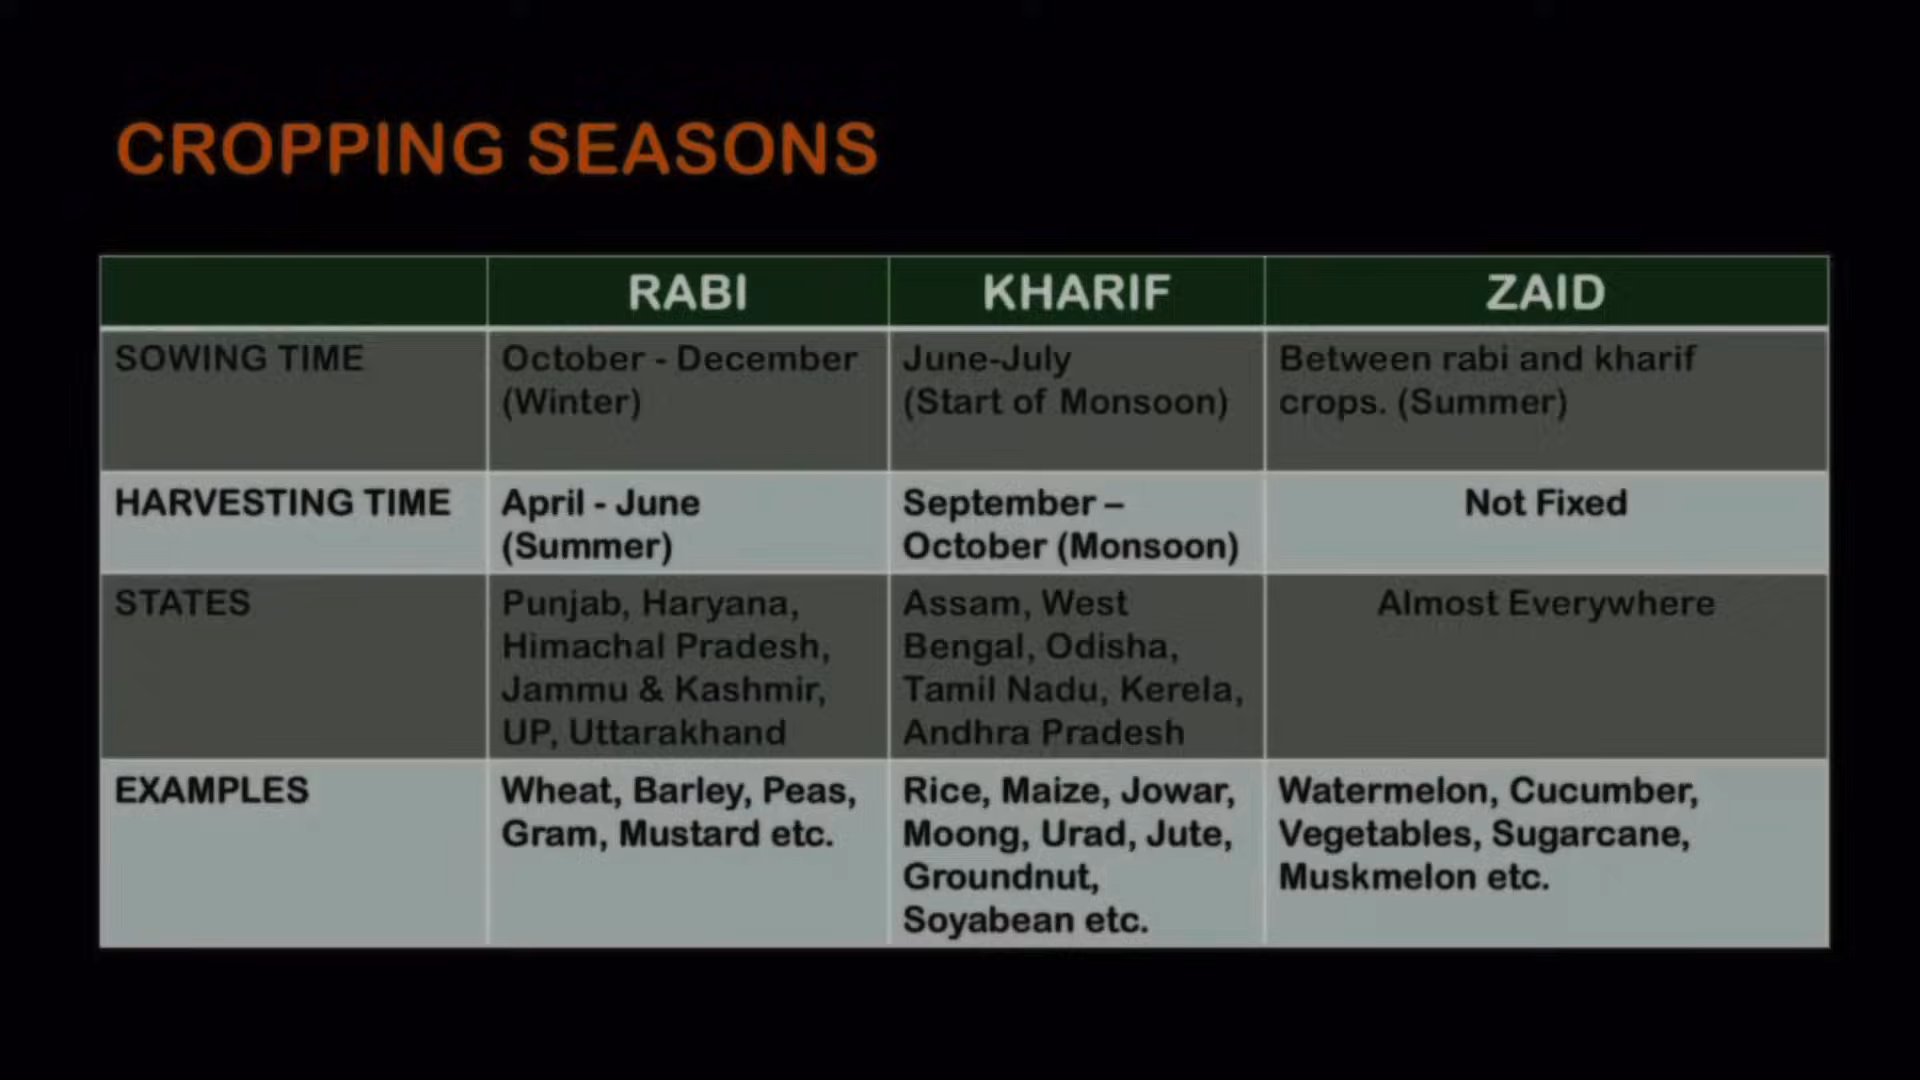 CROPPING SEASONS
RABI KHARIF ZAID
SOWING TIME
October - December
(Winter)
June-July
(Start of Monsoon)
Between rabi and kharif
crops. (Summer)
HARVESTING TIME
April - June
(Summer)
September –
October (Monsoon)
Not Fixed
STATES
Punjab, Haryana,
Himachal Pradesh,
Jammu & Kashmir,
UP, Uttarakhand
Assam, West
Bengal, Odisha,
Tamil Nadu, Kerela,
Andhra Pradesh
Almost Everywhere
EXAMPLES
Wheat, Barley, Peas,
Gram, Mustard etc.
Rice, Maize, Jowar,
Moong, Urad, Jute,
Groundnut,
Soyabean etc.
Watermelon, Cucumber,
Vegetables, Sugarcane,
Muskmelon etc.